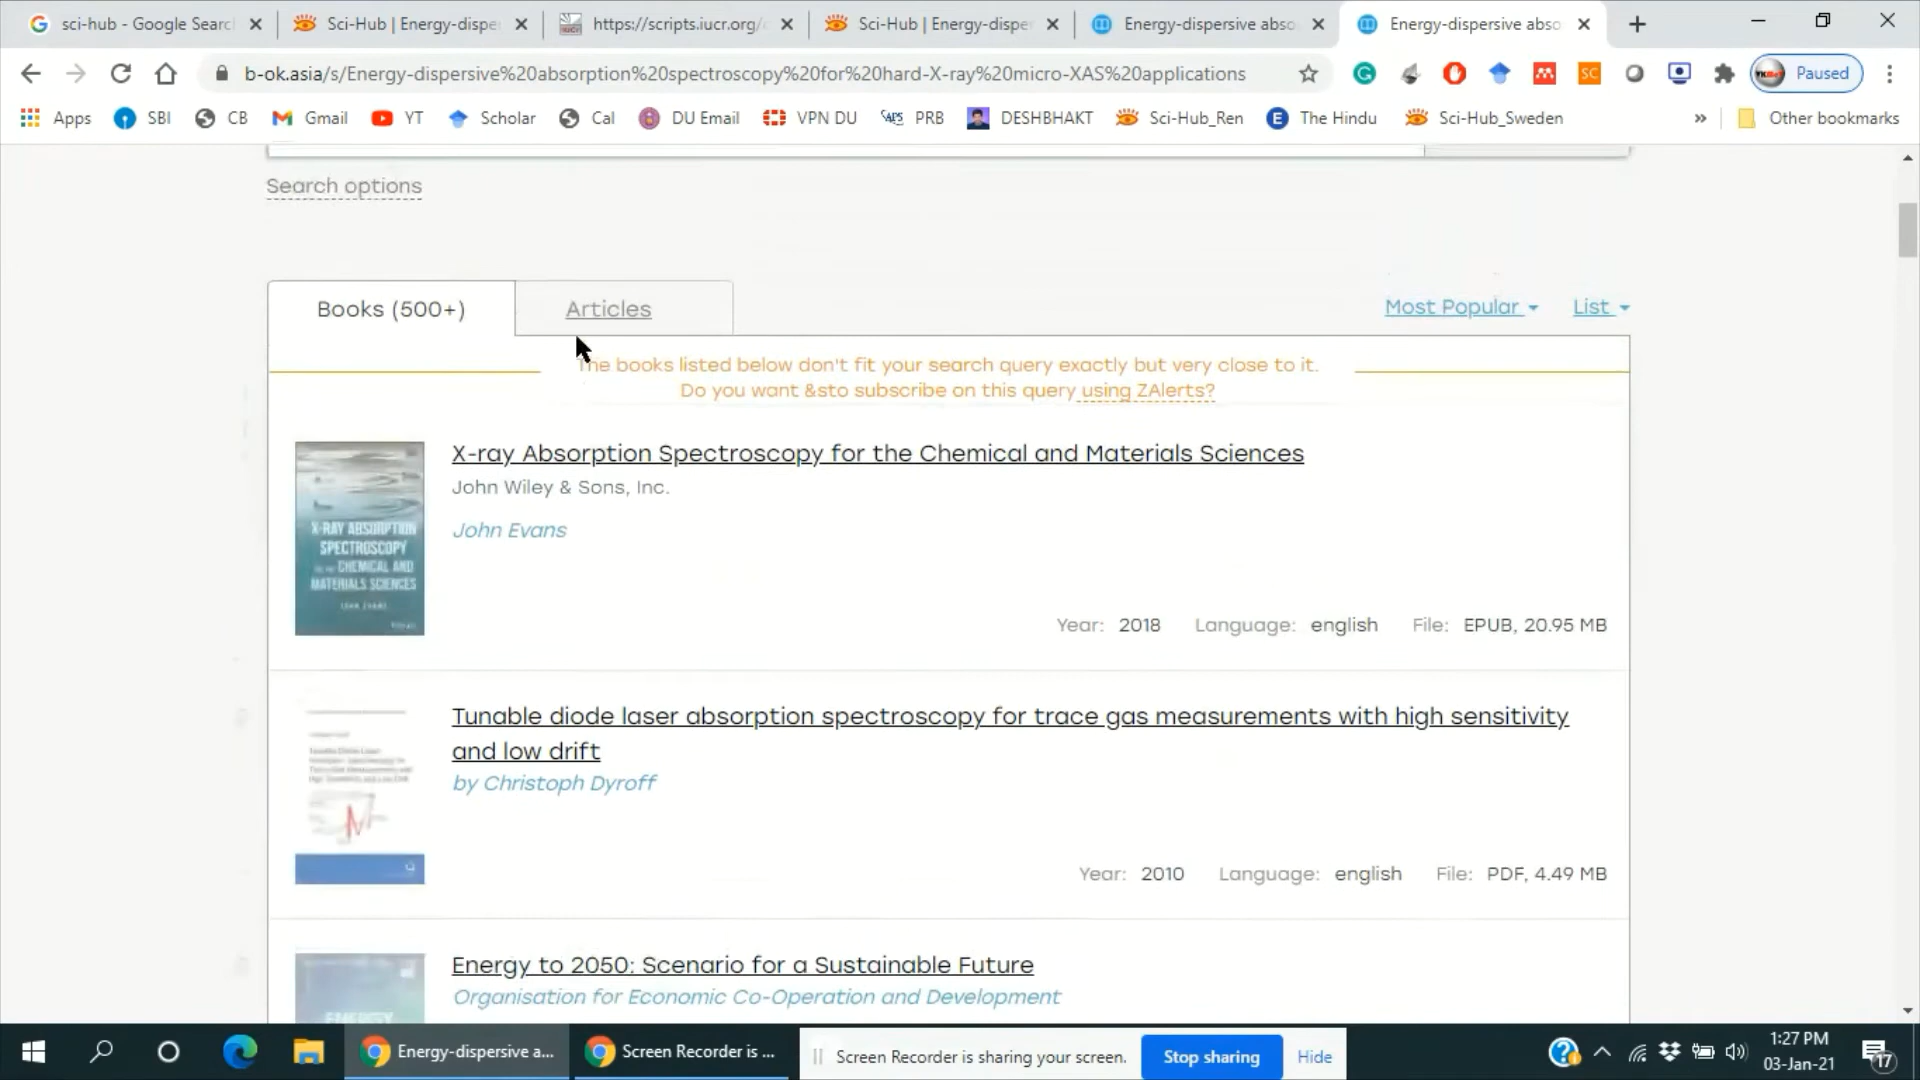 sci-hub - Google Searc
Sci-Hub | Energy-disper
https://scripts.iucr.org/c
Sci-Hub | Energy-disper
Energy-dispersive abso
Energy-dispersive abso
b-ok.asia/s/Energy-dispersive%20absorption%20spectroscopy%20for%20hard-X-ray%20micro-XAS%20applications
SC
Paused
Apps
SBI
CB
Gmail
YT
Scholar
Cal
DU Email
VPN DU
APS PRB
DESHBHAKT
Sci-Hub_Ren
E The Hindu
Sci-Hub_Sweden
»
Other bookmarks
Search options
Books (500+)
Articles
Most Popular
List
The books listed below don't fit your search query exactly but very close to it.
Do you want &sto subscribe on this query using ZAlerts?
X-RAY ABSORPTION
SPECTROSCOPY
CHEMICAL AND
MATERIALS SCIENCES
JOHN EVANS
X-ray Absorption Spectroscopy for the Chemical and Materials Sciences
John Wiley & Sons, Inc.
John Evans
Year: 2018 Language: english File: EPUB, 20.95 MB
Tunable diode laser absorption spectroscopy for trace gas measurements with high sensitivity
and low drift
by Christoph Dyroff
Year: 2010 Language: english File: PDF, 4.49 MB
ENERGY
Energy to 2050: Scenario for a Sustainable Future
Organisation for Economic Co-Operation and Development
Energy-dispersive a...
Screen Recorder is ...
Screen Recorder is sharing your screen.
Stop sharing
Hide
1:27 PM
03-Jan-21
17